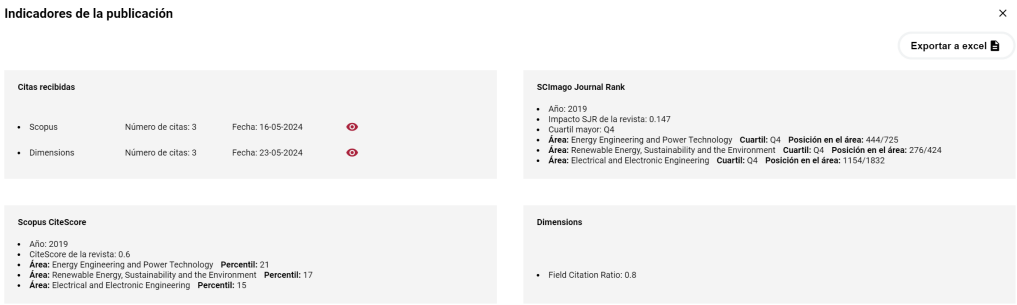 Indicadores de la publicación
Exportar a excel
Citas recibidas
Scopus Número de citas: 3 Fecha: 16-05-2024
Dimensions Número de citas: 3 Fecha: 23-05-2024
SCImago Journal Rank
Año: 2019
Impacto SJR de la revista: 0.147
Cuartil mayor: Q4
Área: Energy Engineering and Power Technology Cuartil: Q4 Posición en el área: 444/725
Área: Renewable Energy, Sustainability and the Environment Cuartil: Q4 Posición en el área: 276/424
Área: Electrical and Electronic Engineering Cuartil: Q4 Posición en el área: 1154/1832
Scopus CiteScore
Año: 2019
CiteScore de la revista: 0.6
Área: Energy Engineering and Power Technology Percentil: 21
Área: Renewable Energy, Sustainability and the Environment Percentil: 17
Área: Electrical and Electronic Engineering Percentil: 15
Dimensions
Field Citation Ratio: 0.8